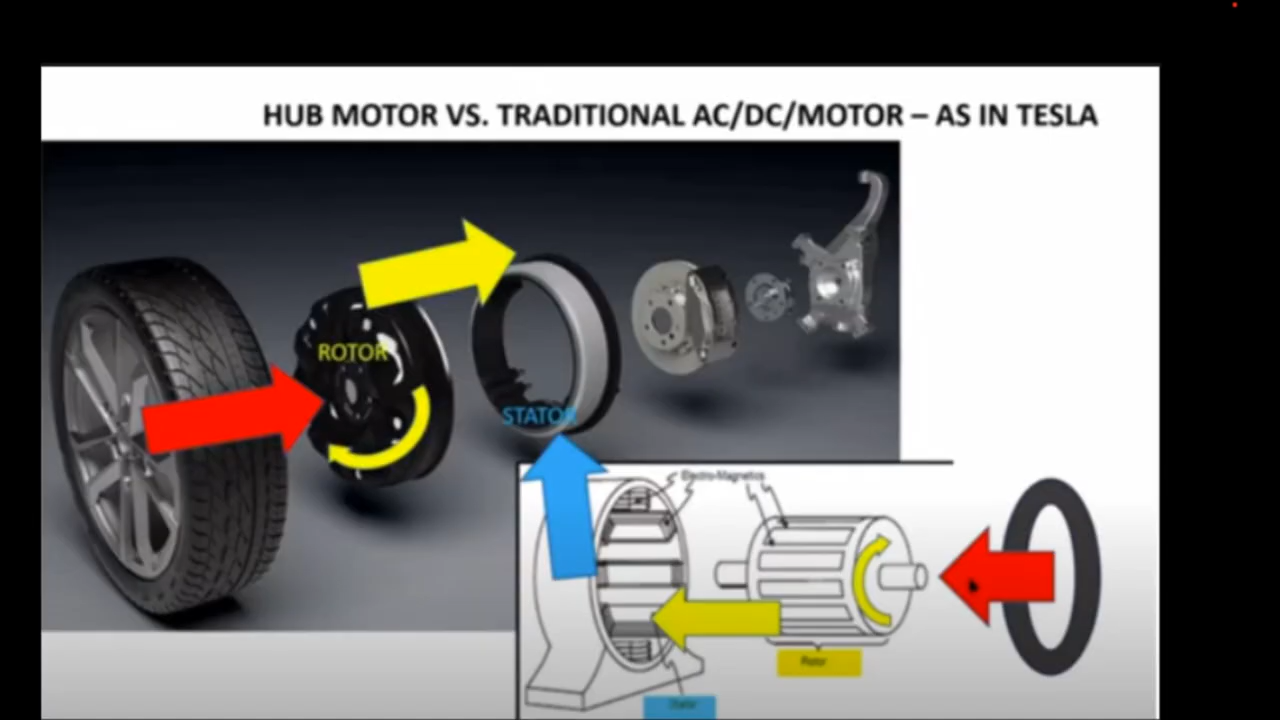 HUB MOTOR VS. TRADITIONAL AC/DC/MOTOR – AS IN TESLA
ROTOR
STATOR
Electro-Magnetics
Rotor
Stator